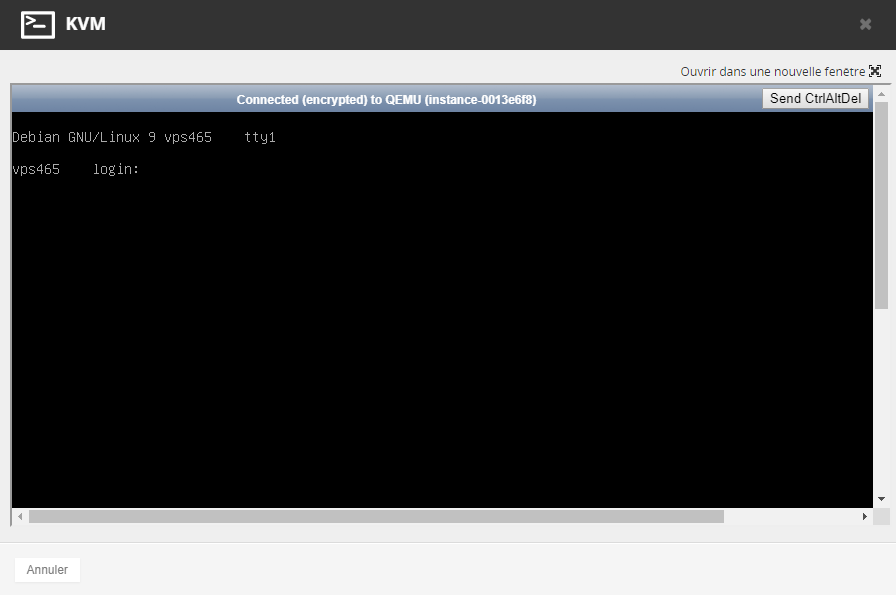 KVM
Ouvrir dans une nouvelle fenêtre
Connected (encrypted) to QEMU (instance-0013e6f8)
Send CtrlAltDel
Debian GNU/Linux 9 vps465 tty1
vps465 login:
Annuler